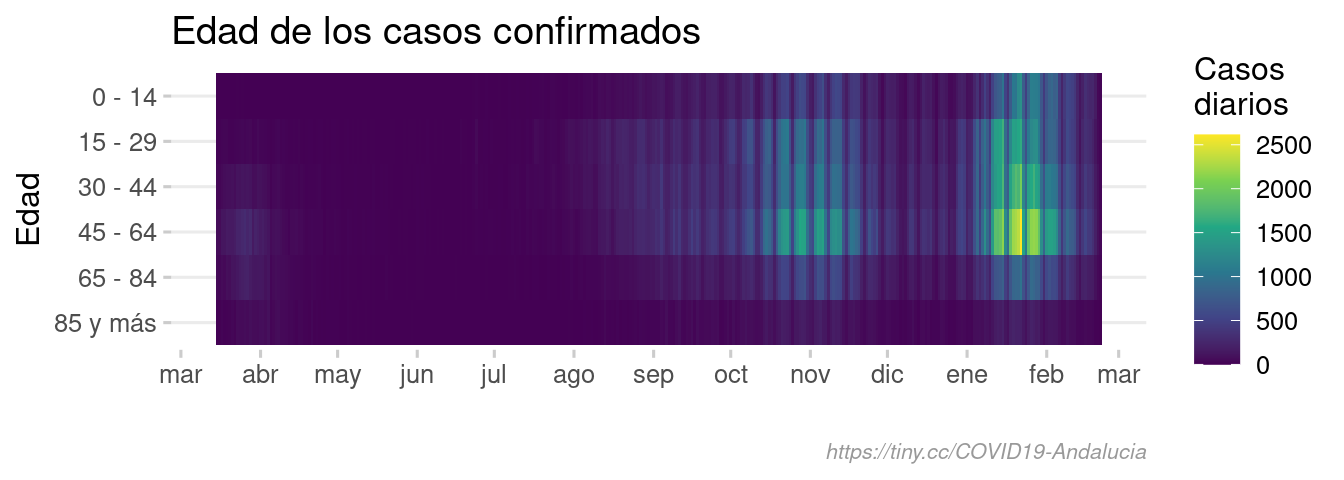 Edad de los casos confirmados
Casos
diarios
Edad
0 - 14
15 - 29
30 - 44
45 - 64
65 - 84
85 y más
2500
2000
1500
1000
500
0
mar abr may jun jul ago sep oct nov dic ene feb mar
https://tiny.cc/COVID19-Andalucia